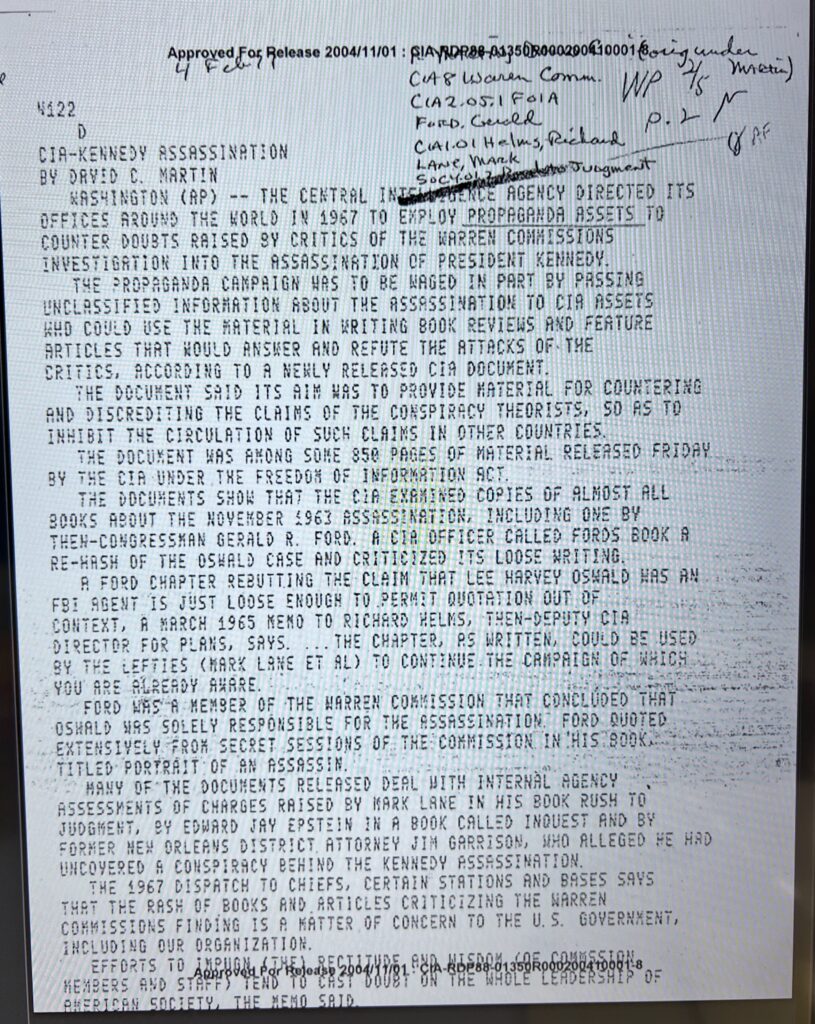 Approved For Release 2004/11/01 : CIA-RDP88-01350R000200410001-8
4 Feb 77
(orig under Martin)
CIA 8 Warren Comm.
WP 2/5
CIA2.05.1 FOIA
FORD, Gerald
P. 2
CIA1.01 Helms, Richard
LANE, MARK
Judgment
N122
D
CIA-KENNEDY ASSASSINATION
BY DAVID C. MARTIN
WASHINGTON (AP) -- THE CENTRAL INTELLIGENCE AGENCY DIRECTED ITS
OFFICES AROUND THE WORLD IN 1967 TO EMPLOY PROPAGANDA ASSETS TO
COUNTER DOUBTS RAISED BY CRITICS OF THE WARREN COMMISSIONS
INVESTIGATION INTO THE ASSASSINATION OF PRESIDENT KENNEDY.
THE PROPAGANDA CAMPAIGN WAS TO BE WAGED IN PART BY PASSING
UNCLASSIFIED INFORMATION ABOUT THE ASSASSINATION TO CIA ASSETS
WHO COULD USE THE MATERIAL IN WRITING BOOK REVIEWS AND FEATURE
ARTICLES THAT WOULD ANSWER AND REFUTE THE ATTACKS OF THE
CRITICS, ACCORDING TO A NEWLY RELEASED CIA DOCUMENT.
THE DOCUMENT SAID ITS AIM WAS TO PROVIDE MATERIAL FOR COUNTERING
AND DISCREDITING THE CLAIMS OF THE CONSPIRACY THEORISTS, SO AS TO
INHIBIT THE CIRCULATION OF SUCH CLAIMS IN OTHER COUNTRIES.
THE DOCUMENT WAS AMONG SOME 850 PAGES OF MATERIAL RELEASED FRIDAY
BY THE CIA UNDER THE FREEDOM OF INFORMATION ACT.
THE DOCUMENTS SHOW THAT THE CIA EXAMINED COPIES OF ALMOST ALL
BOOKS ABOUT THE NOVEMBER 1963 ASSASSINATION, INCLUDING ONE BY
THEN-CONGRESSMAN GERALD R. FORD. A CIA OFFICER CALLED FORDS BOOK A
RE-HASH OF THE OSWALD CASE AND CRITICIZED ITS LOOSE WRITING.
A FORD CHAPTER REBUTTING THE CLAIM THAT LEE HARVEY OSWALD WAS AN
FBI AGENT IS JUST LOOSE ENOUGH TO PERMIT QUOTATION OUT OF
CONTEXT, A MARCH 1965 MEMO TO RICHARD HELMS, THEN-DEPUTY CIA
DIRECTOR FOR PLANS, SAYS. ...THE CHAPTER, AS WRITTEN, COULD BE USED
BY THE LEFTIES (MARK LANE ET AL) TO CONTINUE THE CAMPAIGN OF WHICH
YOU ARE ALREADY AWARE.
FORD WAS A MEMBER OF THE WARREN COMMISSION THAT CONCLUDED THAT
OSWALD WAS SOLELY RESPONSIBLE FOR THE ASSASSINATION. FORD QUOTED
EXTENSIVELY FROM SECRET SESSIONS OF THE COMMISSION IN HIS BOOK,
TITLED PORTRAIT OF AN ASSASSIN.
MANY OF THE DOCUMENTS RELEASED DEAL WITH INTERNAL AGENCY
ASSESSMENTS OF CHARGES RAISED BY MARK LANE IN HIS BOOK RUSH TO
JUDGMENT, BY EDWARD JAY EPSTEIN IN A BOOK CALLED INQUEST AND BY
FORMER NEW ORLEANS DISTRICT ATTORNEY JIM GARRISON, WHO ALLEGED HE HAD
UNCOVERED A CONSPIRACY BEHIND THE KENNEDY ASSASSINATION.
THE 1967 DISPATCH TO CHIEFS, CERTAIN STATIONS AND BASES SAYS
THAT THE RASH OF BOOKS AND ARTICLES CRITICIZING THE WARREN
COMMISSIONS FINDING IS A MATTER OF CONCERN TO THE U.S. GOVERNMENT,
INCLUDING OUR ORGANIZATION.
EFFORTS TO IMPUGN (THE) RECTITUDE AND WISDOM (OF COMMISSION
Approved For Release 2004/11/01 : CIA-RDP88-01350R000200410001-8
MEMBERS AND STAFF) TEND TO CAST DOUBT ON THE WHOLE LEADERSHIP OF
AMERICAN SOCIETY, THE MEMO SAID.